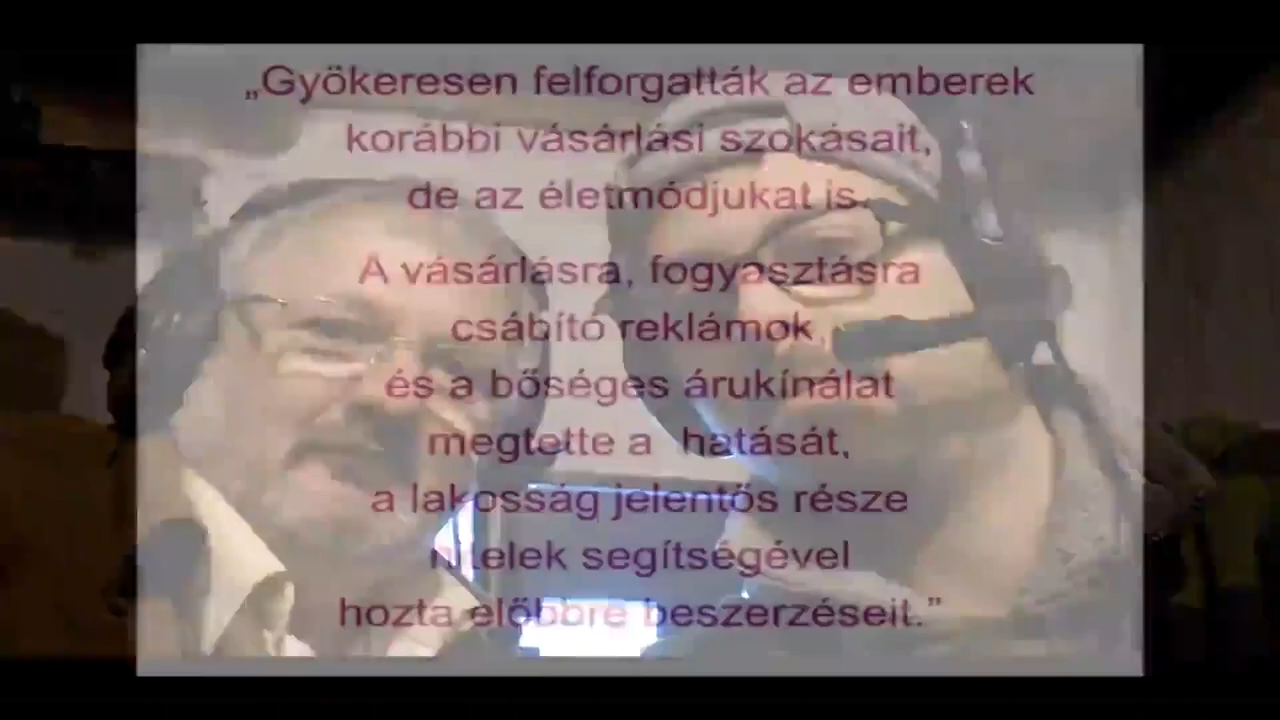 „Gyökeresen felforgatták az emberek
korábbi vásárlási szokásait,
de az életmódjukat is.
A vásárlásra, fogyasztásra
csábító reklámok,
és a bőséges árukínálat
megtette a hatását,
a lakosság jelentős része
hitelek segítségével
hozta előbbre beszerzéseit.”